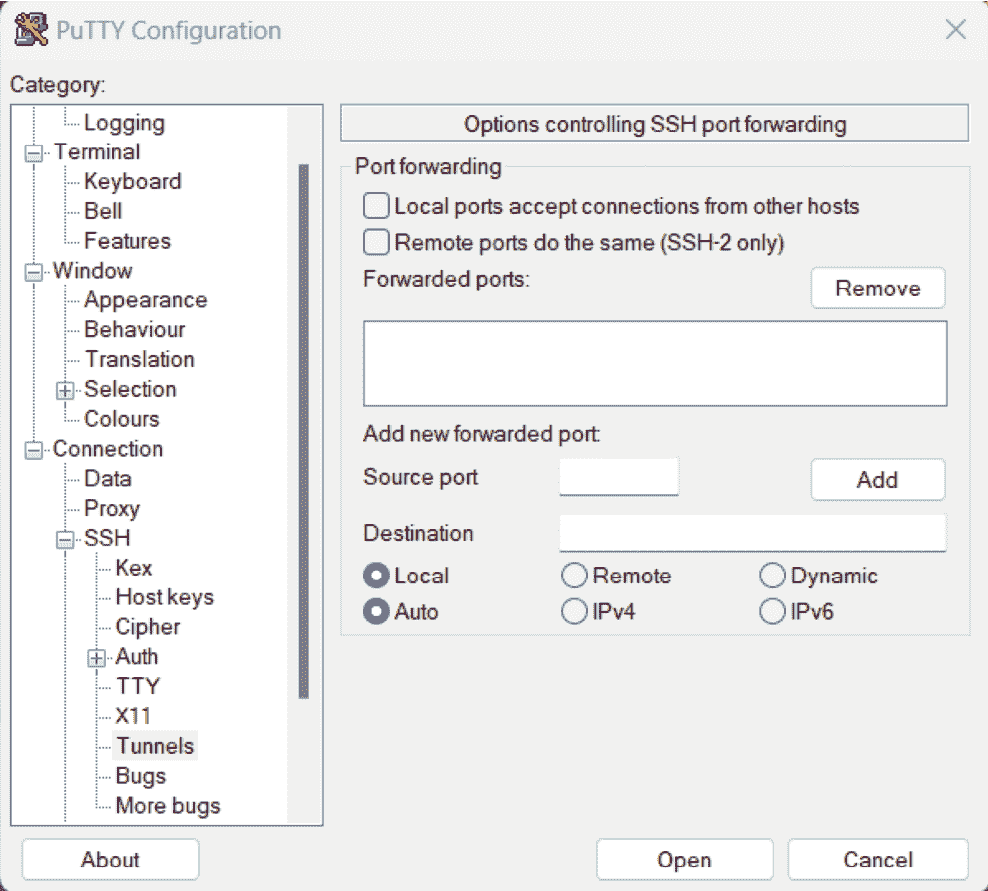 PuTTY Configuration
Category:
Logging
Terminal
Keyboard
Bell
Features
Window
Appearance
Behaviour
Translation
Selection
Colours
Connection
Data
Proxy
SSH
Kex
Host keys
Cipher
Auth
TTY
X11
Tunnels
Bugs
More bugs
Options controlling SSH port forwarding
Port forwarding
Local ports accept connections from other hosts
Remote ports do the same (SSH-2 only)
Forwarded ports:
Remove
Add new forwarded port:
Source port
Add
Destination
Local Remote Dynamic
Auto IPv4 IPv6
About Open Cancel